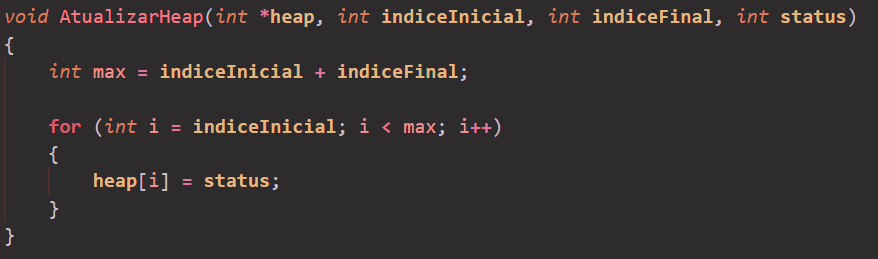 void AtualizarHeap(int *heap, int indiceInicial, int indiceFinal, int status)
{
    int max = indiceInicial + indiceFinal;

    for (int i = indiceInicial; i < max; i++)
    {
        heap[i] = status;
    }
}